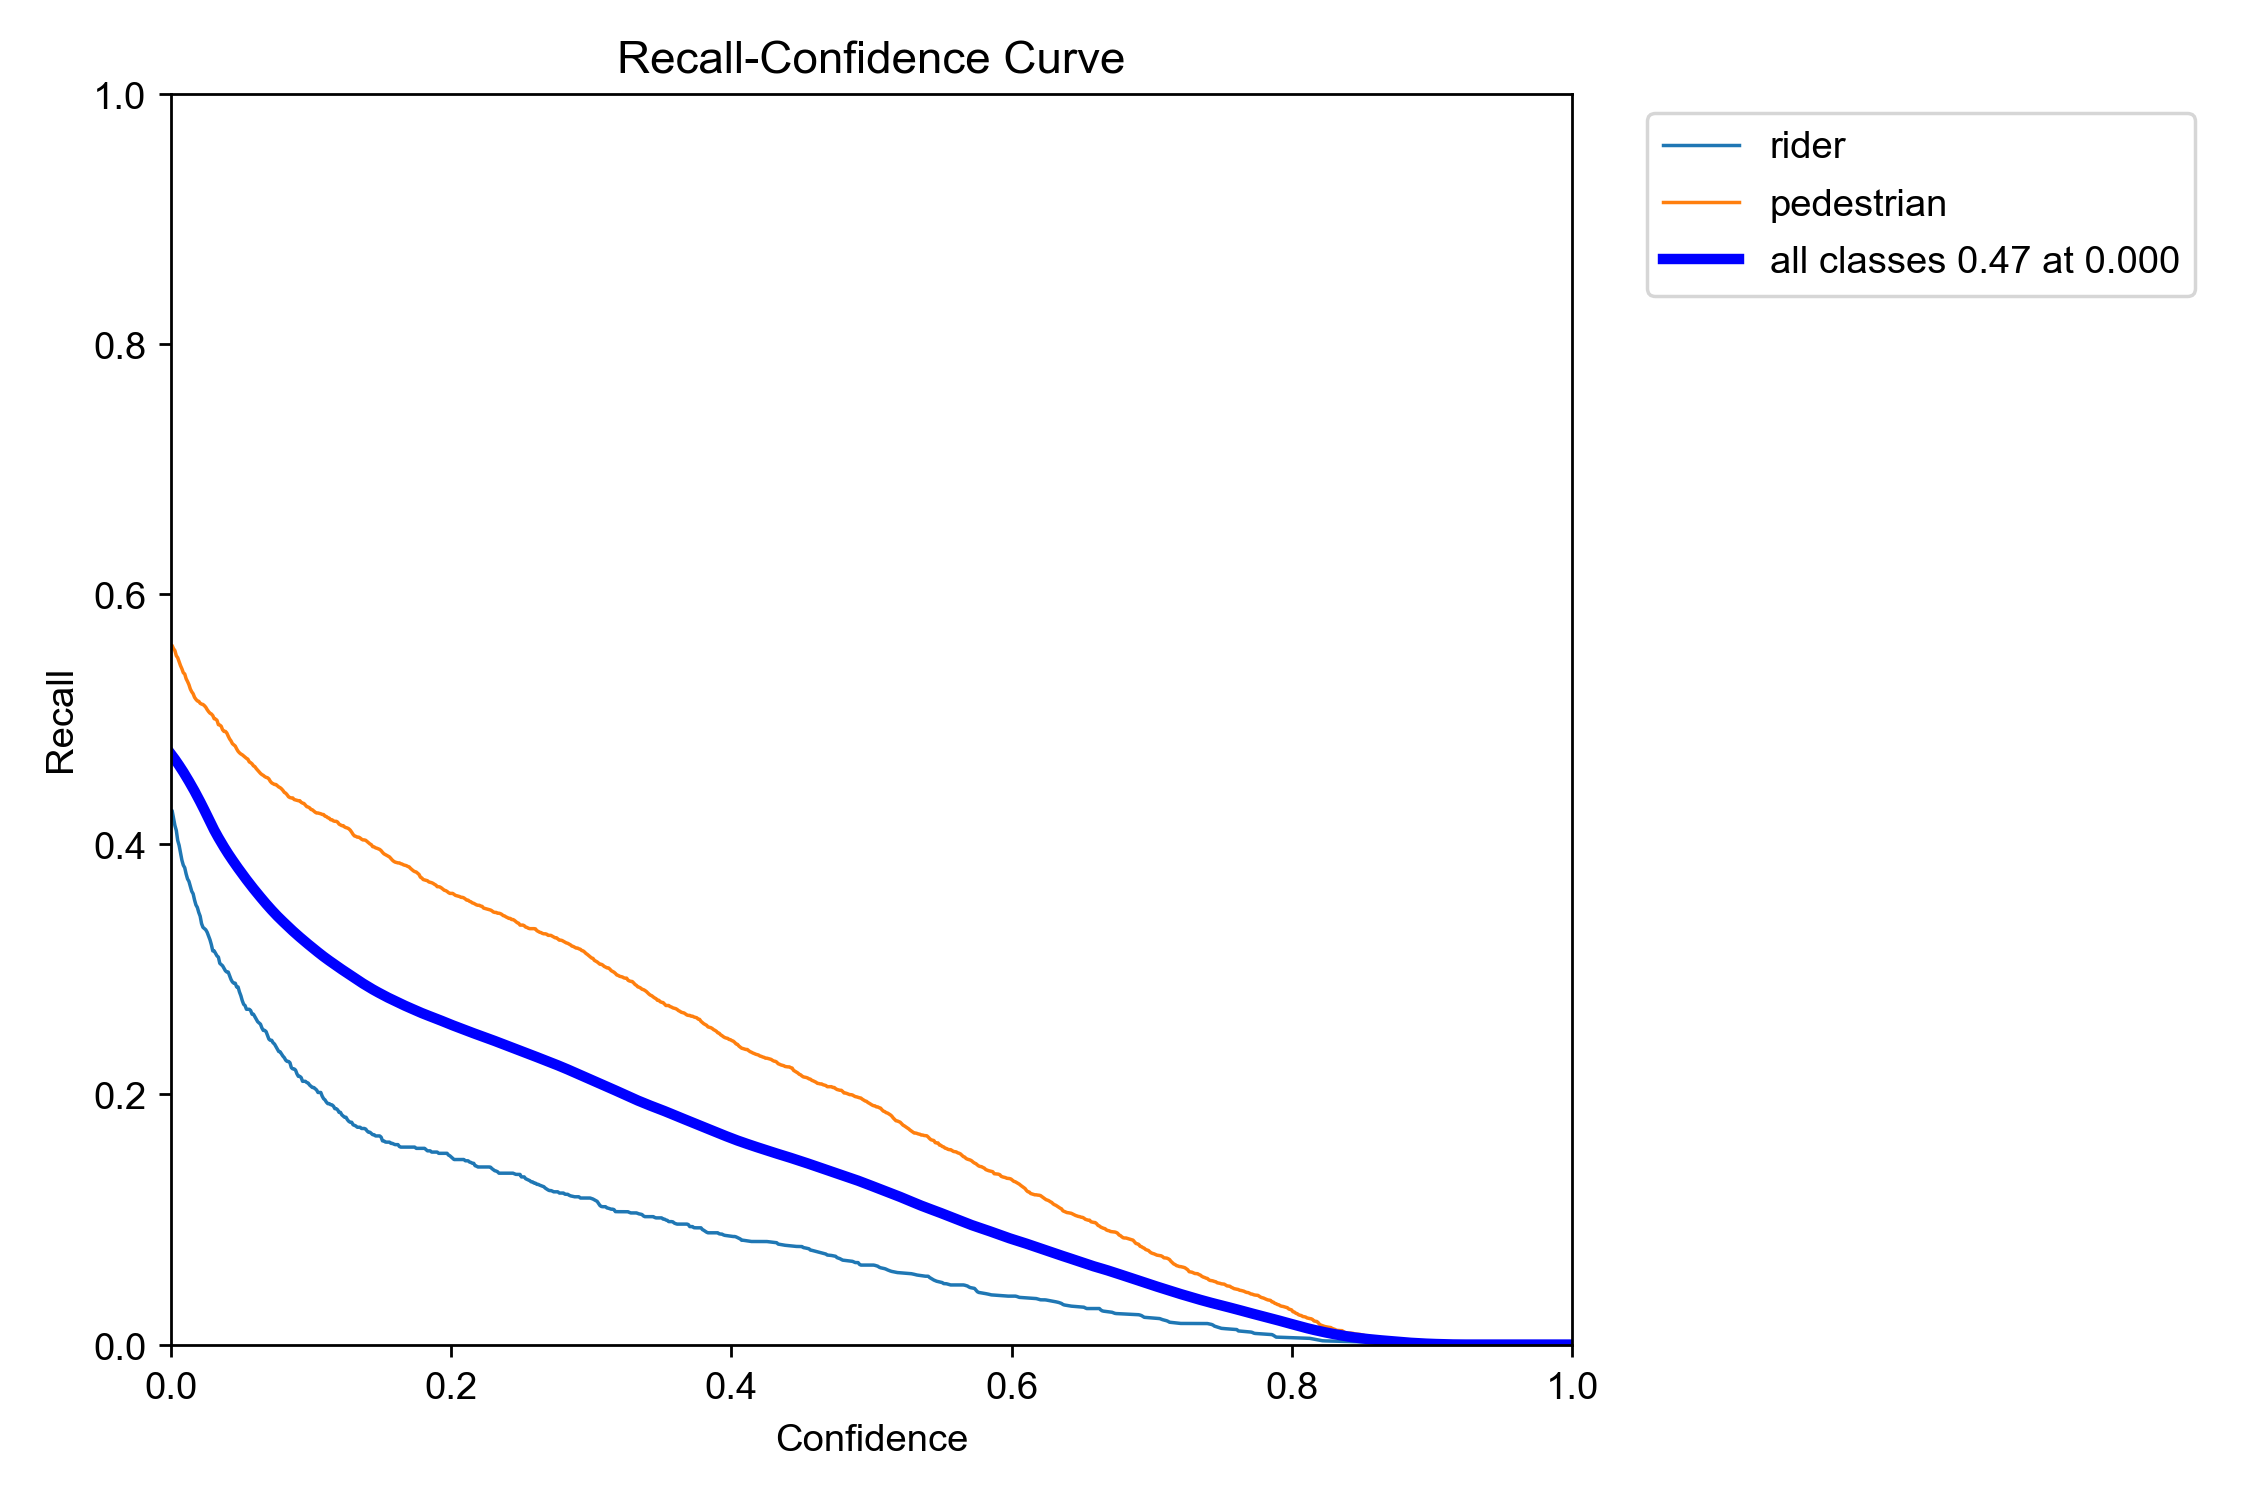 Recall-Confidence Curve
1.0
0.8
0.6
0.4
0.2
0.0
Recall
0.0 0.2 0.4 0.6 0.8 1.0
Confidence
rider
pedestrian
all classes 0.47 at 0.000